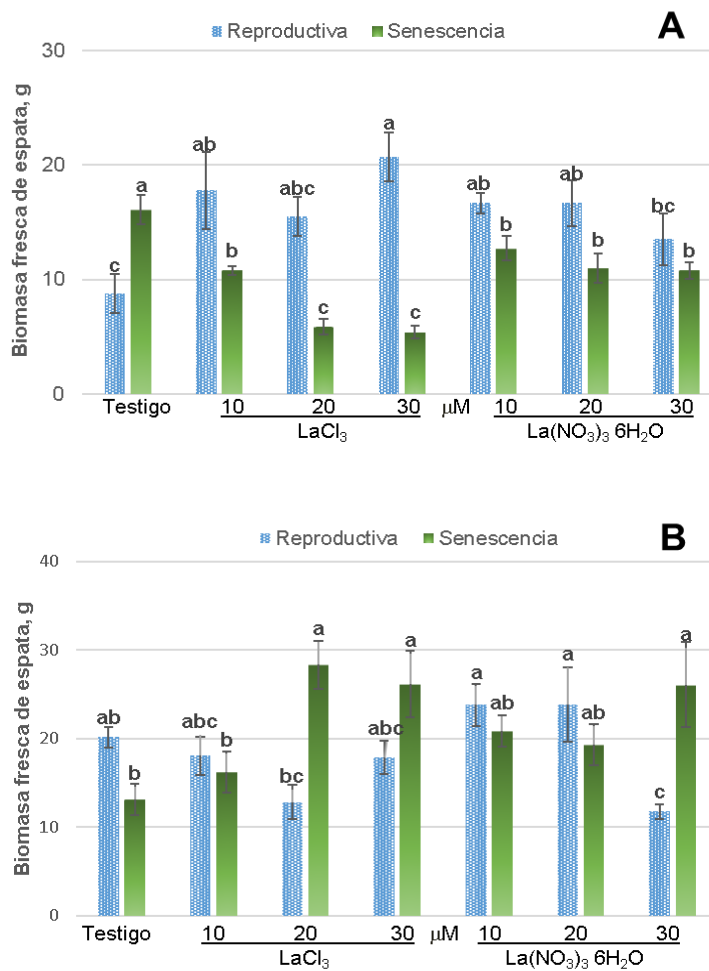 A
Reproductiva Senescencia
Biomasa fresca de espata, g
30
20
10
0
c a ab b abc c a c ab b ab b bc b
Testigo 10 20 30 μM 10 20 30
LaCl3 La(NO3)3 6H2O
B
Reproductiva Senescencia
Biomasa fresca de espata, g
40
30
20
10
0
ab b abc b bc a abc a a ab a ab c a
Testigo 10 20 30 μM 10 20 30
LaCl3 La(NO3)3 6H2O